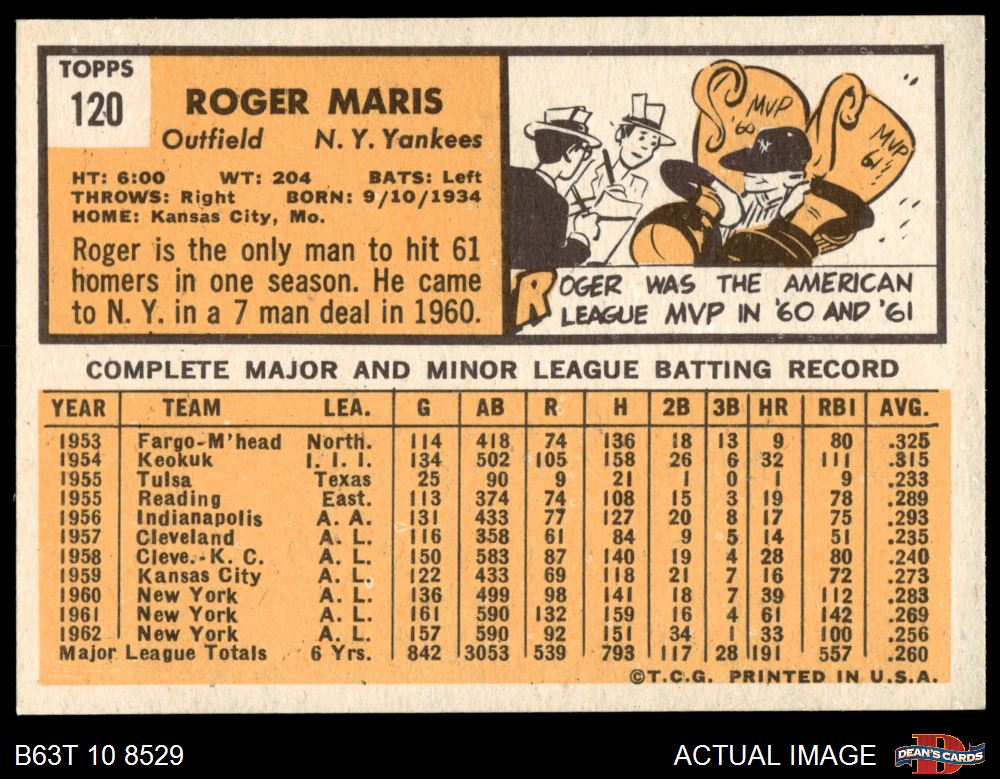 TOPPS
120
ROGER MARIS
Outfield N. Y. Yankees
HT: 6:00 WT: 204 BATS: Left
THROWS: Right BORN: 9/10/1934
HOME: Kansas City, Mo.
Roger is the only man to hit 61
homers in one season. He came
to N. Y. in a 7 man deal in 1960.
MVP
'60
MVP
61
NY
ROGER WAS THE AMERICAN
LEAGUE MVP IN '60 AND '61
COMPLETE MAJOR AND MINOR LEAGUE BATTING RECORD
YEAR TEAM LEA. G AB R H 2B 3B HR RBI AVG.
1953 Fargo-M'head North. 114 418 74 136 18 13 9 80 .325
1954 Keokuk I. I. I. 134 502 105 158 26 6 32 111 .315
1955 Tulsa Texas 25 90 9 21 1 0 1 9 .233
1955 Reading East. 113 374 74 108 15 3 19 78 .289
1956 Indianapolis A. A. 131 433 77 127 20 8 17 75 .293
1957 Cleveland A. L. 116 358 61 84 9 5 14 51 .235
1958 Cleve.-K. C. A. L. 150 583 87 140 19 4 28 80 .240
1959 Kansas City A. L. 122 433 69 118 21 7 16 72 .273
1960 New York A. L. 136 499 98 141 18 7 39 112 .283
1961 New York A. L. 161 590 132 159 16 4 61 142 .269
1962 New York A. L. 157 590 92 151 34 1 33 100 .256
Major League Totals 6 Yrs. 842 3053 539 793 117 28 191 557 .260
©T.C.G. PRINTED IN U.S.A.
B63T 10 8529
ACTUAL IMAGE
D
DEAN'S CARDS